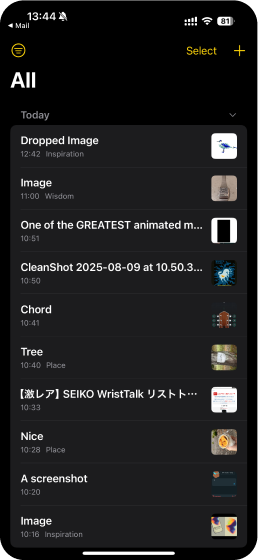 13:44
81
◀ Mail
Select
All
Today
Dropped Image
12:42 Inspiration
Image
11:00 Wisdom
One of the GREATEST animated m...
10:51
CleanShot 2025-08-09 at 10.50.3...
10:50
Chord
10:41
Tree
10:40 Place
【激レア】 SEIKO WristTalk リストト…
10:33
Nice
10:28 Place
A screenshot
10:20
Image
10:16 Inspiration